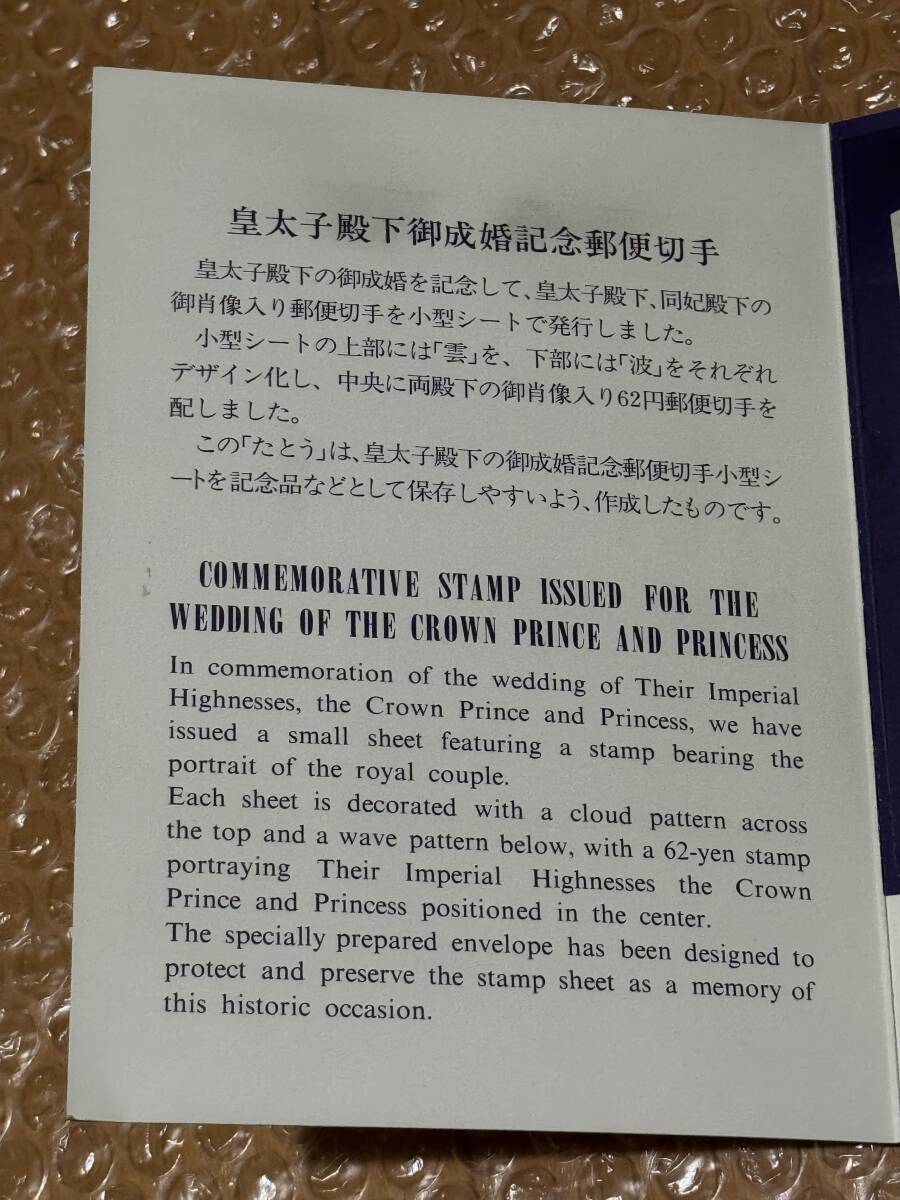 皇太子殿下御成婚記念郵便切手
皇太子殿下の御成婚を記念して、皇太子殿下、同妃殿下の
御肖像入り郵便切手を小型シートで発行しました。
小型シートの上部には「雲」を、下部には「波」をそれぞれ
デザイン化し、中央に両殿下の御肖像入り62円郵便切手を
配しました。
この「たとう」は、皇太子殿下の御成婚記念郵便切手小型シ
ートを記念品などとして保存しやすいよう、作成したものです。
COMMEMORATIVE STAMP ISSUED FOR THE
WEDDING OF THE CROWN PRINCE AND PRINCESS
In commemoration of the wedding of Their Imperial
Highnesses, the Crown Prince and Princess, we have
issued a small sheet featuring a stamp bearing the
portrait of the royal couple.
Each sheet is decorated with a cloud pattern across
the top and a wave pattern below, with a 62-yen stamp
portraying Their Imperial Highnesses the Crown
Prince and Princess positioned in the center.
The specially prepared envelope has been designed to
protect and preserve the stamp sheet as a memory of
this historic occasion.